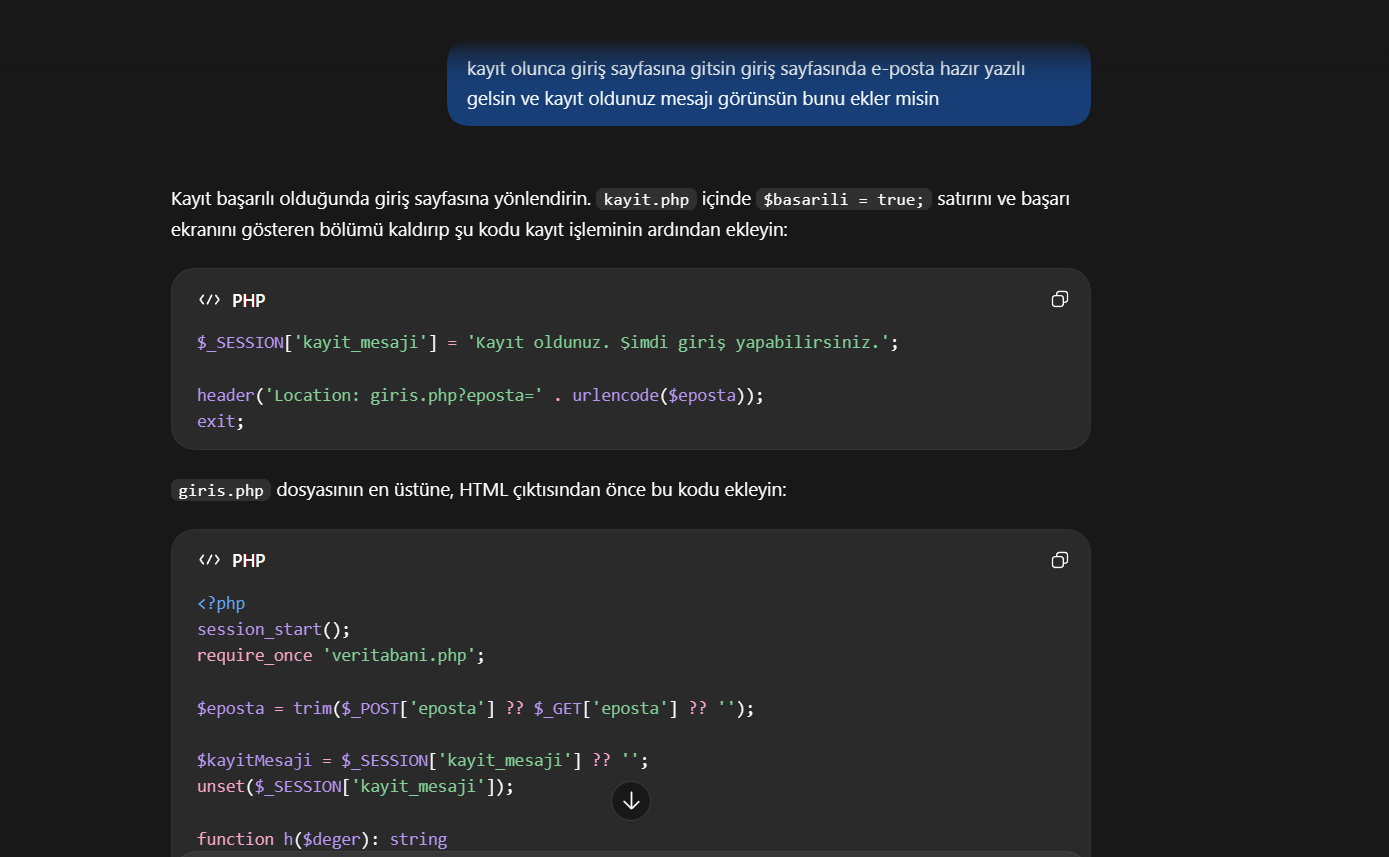 kayıt olunca giriş sayfasına gitsin giriş sayfasında e-posta hazır yazılı
gelsin ve kayıt oldunuz mesajı görünsün bunu ekler misin
Kayıt başarılı olduğunda giriş sayfasına yönlendirin. kayit.php içinde $basarili = true; satırını ve başarı
ekranını gösteren bölümü kaldırıp şu kodu kayıt işleminin ardından ekleyin:
</> PHP
$_SESSION['kayit_mesaji'] = 'Kayıt oldunuz. Şimdi giriş yapabilirsiniz.';
header('Location: giris.php?eposta=' . urlencode($eposta));
exit;
giris.php dosyasının en üstüne, HTML çıktısından önce bu kodu ekleyin:
</> PHP
<?php
session_start();
require_once 'veritabani.php';
$eposta = trim($_POST['eposta'] ?? $_GET['eposta'] ?? '');
$kayitMesaji = $_SESSION['kayit_mesaji'] ?? '';
unset($_SESSION['kayit_mesaji']);
function h($deger): string